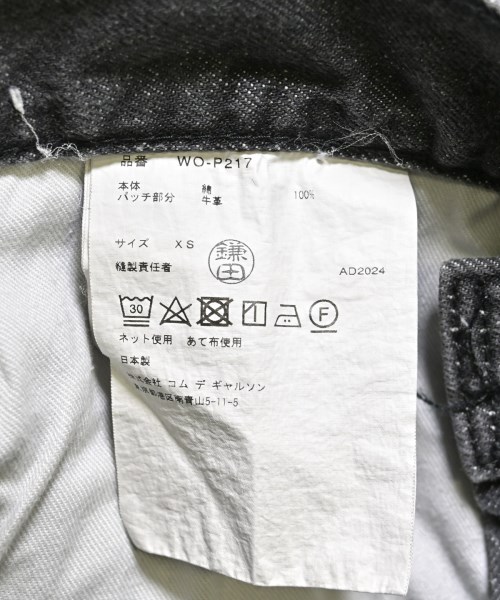 品番 WO-P217
本体 綿 100%
パッチ部分 牛革
サイズ XS
縫製責任者 鎌田 AD2024
30 F
ネット使用 あて布使用
日本製
株式会社 コム デ ギャルソン
東京都港区南青山5-11-5